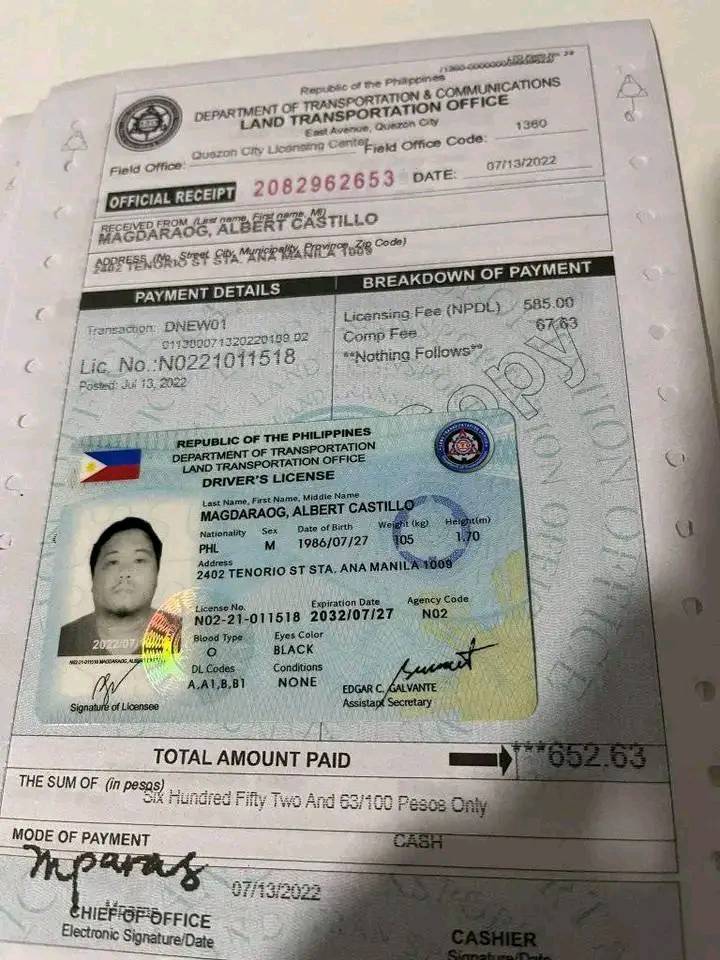 LTO Form No. 39
Republic of the Philippines
DEPARTMENT OF TRANSPORTATION & COMMUNICATIONS
LAND TRANSPORTATION OFFICE
East Avenue, Quezon City
Field Office: Quezon City Licensing Center Field Office Code: 1360
OFFICIAL RECEIPT 2082962653 DATE: 07/13/2022
RECEIVED FROM (Last name, First name, MI)
MAGDARAOG, ALBERT CASTILLO
ADDRESS (No., Street, City, Municipality, Province, Zip Code)
2402 TENORIO ST STA. ANA MANILA 1009
PAYMENT DETAILS BREAKDOWN OF PAYMENT
Transaction: DNEW01 Licensing Fee (NPDL) 585.00
Comp Fee 67.63
Lic. No.:N0221011518 **Nothing Follows**
Posted: Jul 13, 2022
Copy
REPUBLIC OF THE PHILIPPINES
DEPARTMENT OF TRANSPORTATION
LAND TRANSPORTATION OFFICE
DRIVER'S LICENSE
Last Name, First Name, Middle Name
MAGDARAOG, ALBERT CASTILLO
Nationality Sex Date of Birth Weight (kg) Height(m)
PHL M 1986/07/27 105 1.70
Address
2402 TENORIO ST STA. ANA MANILA 1009
License No. Expiration Date Agency Code
N02-21-011518 2032/07/27 N02
Blood Type Eyes Color
O BLACK
DL Codes Conditions
A,A1,B,B1 NONE
2022/07/
Signature of Licensee
EDGAR C. GALVANTE
Assistant Secretary
TOTAL AMOUNT PAID ***652.63
THE SUM OF (in pesos)
Six Hundred Fifty Two And 63/100 Pesos Only
MODE OF PAYMENT CASH
mparas 07/13/2022
CHIEF OF OFFICE
Electronic Signature/Date
CASHIER
Signature/Date